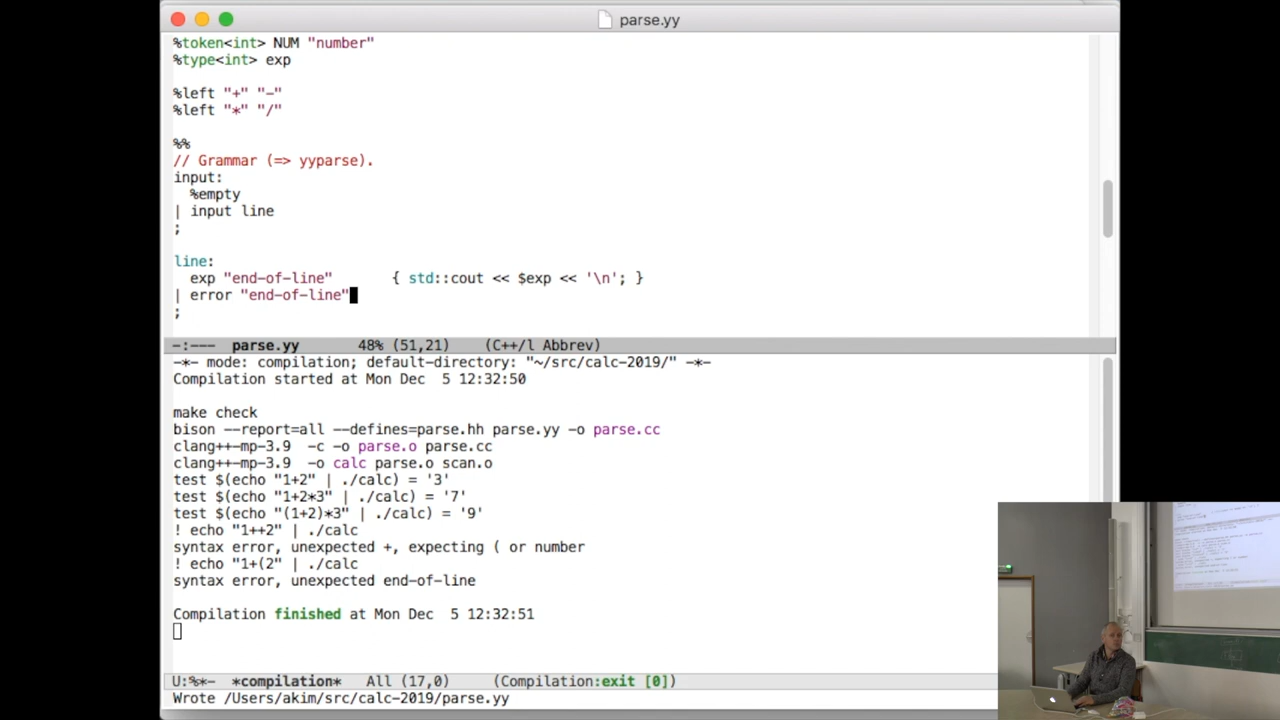 parse.yy
%token<int> NUM "number"
%type<int> exp
%left "+" "-"
%left "*" "/"
%%
// Grammar (=> yyparse).
input:
%empty
| input line
;
line:
exp "end-of-line" { std::cout << $exp << '\n'; }
| error "end-of-line"
;
-:--- parse.yy 48% (51,21) (C++/l Abbrev)
-*- mode: compilation; default-directory: "~/src/calc-2019/" -*-
Compilation started at Mon Dec 5 12:32:50
make check
bison --report=all --defines=parse.hh parse.yy -o parse.cc
clang++-mp-3.9 -c -o parse.o parse.cc
clang++-mp-3.9 -o calc parse.o scan.o
test $(echo "1+2" | ./calc) = '3'
test $(echo "1+2*3" | ./calc) = '7'
test $(echo "(1+2)*3" | ./calc) = '9'
! echo "1++2" | ./calc
syntax error, unexpected +, expecting ( or number
! echo "1+(2" | ./calc
syntax error, unexpected end-of-line
Compilation finished at Mon Dec 5 12:32:51
U:%*- *compilation* All (17,0) (Compilation:exit [0])
Wrote /Users/akim/src/calc-2019/parse.yy